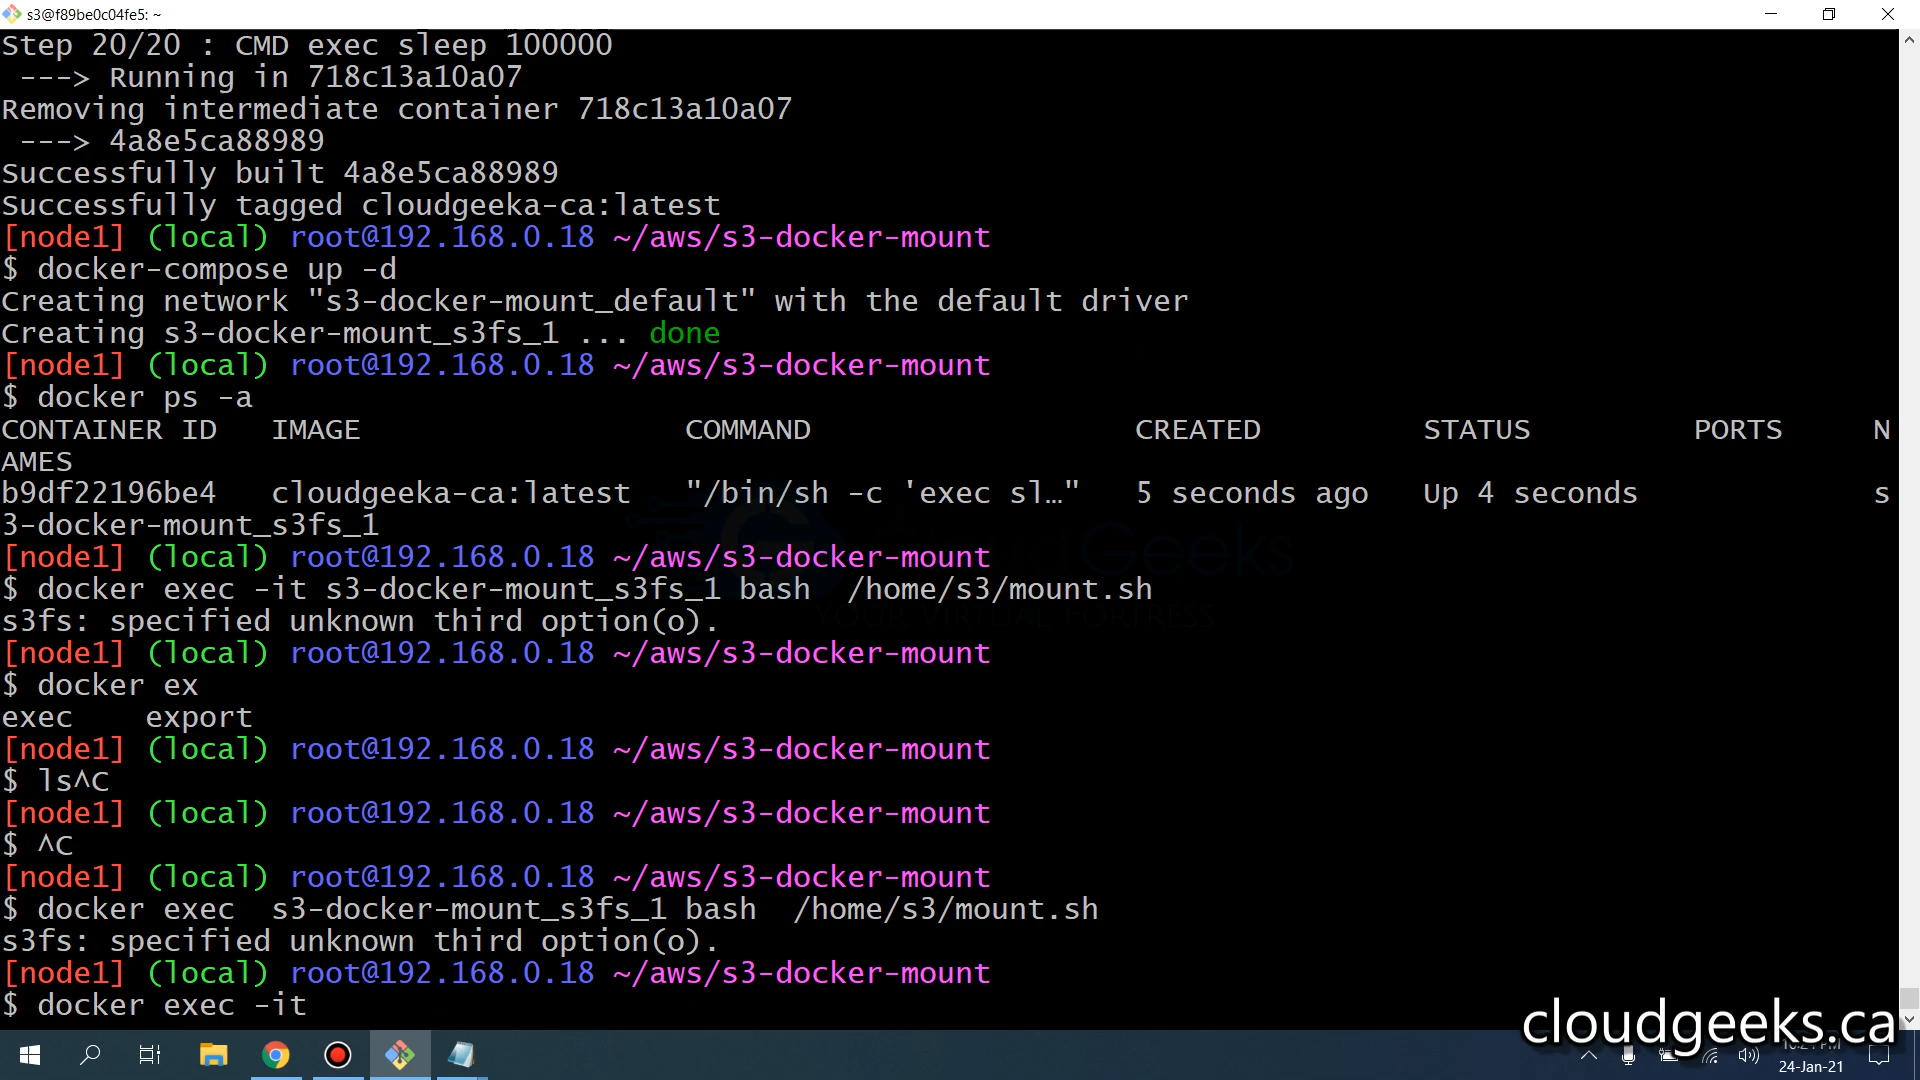 s3@f89be0c04fe5: ~
Step 20/20 : CMD exec sleep 100000
 ---> Running in 718c13a10a07
Removing intermediate container 718c13a10a07
 ---> 4a8e5ca88989
Successfully built 4a8e5ca88989
Successfully tagged cloudgeeka-ca:latest
[node1] (local) root@192.168.0.18 ~/aws/s3-docker-mount
$ docker-compose up -d
Creating network "s3-docker-mount_default" with the default driver
Creating s3-docker-mount_s3fs_1 ... done
[node1] (local) root@192.168.0.18 ~/aws/s3-docker-mount
$ docker ps -a
CONTAINER ID   IMAGE                  COMMAND                  CREATED         STATUS         PORTS     N
AMES
b9df22196be4   cloudgeeka-ca:latest   "/bin/sh -c 'exec sl…"   5 seconds ago   Up 4 seconds             s
3-docker-mount_s3fs_1
[node1] (local) root@192.168.0.18 ~/aws/s3-docker-mount
$ docker exec -it s3-docker-mount_s3fs_1 bash  /home/s3/mount.sh
s3fs: specified unknown third option(o).
[node1] (local) root@192.168.0.18 ~/aws/s3-docker-mount
$ docker ex
exec    export
[node1] (local) root@192.168.0.18 ~/aws/s3-docker-mount
$ ls^C
[node1] (local) root@192.168.0.18 ~/aws/s3-docker-mount
$ ^C
[node1] (local) root@192.168.0.18 ~/aws/s3-docker-mount
$ docker exec  s3-docker-mount_s3fs_1 bash  /home/s3/mount.sh
s3fs: specified unknown third option(o).
[node1] (local) root@192.168.0.18 ~/aws/s3-docker-mount
$ docker exec -it
Geeks
YOUR VIRTUAL FORTRESS
cloudgeeks.ca
24-Jan-21